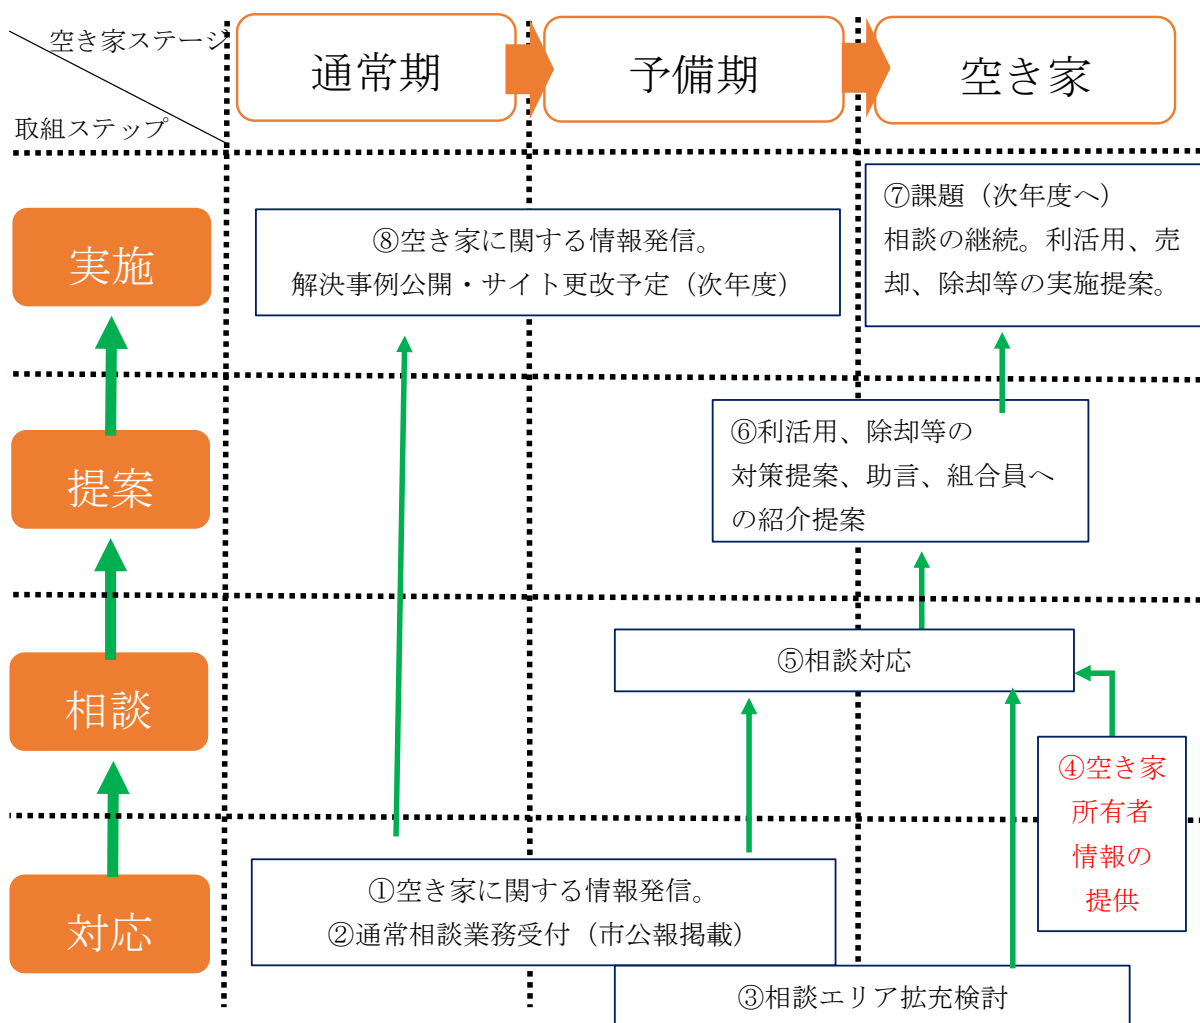 空き家ステージ
取組ステップ
通常期
予備期
空き家
実施
⑧空き家に関する情報発信。
解決事例公開・サイト更改予定（次年度）
⑦課題（次年度へ）
相談の継続。利活用、売
却、除却等の実施提案。
提案
⑥利活用、除却等の
対策提案、助言、組合員へ
の紹介提案
相談
⑤相談対応
④空き家
所有者
情報の
提供
対応
①空き家に関する情報発信。
②通常相談業務受付（市公報掲載）
③相談エリア拡充検討